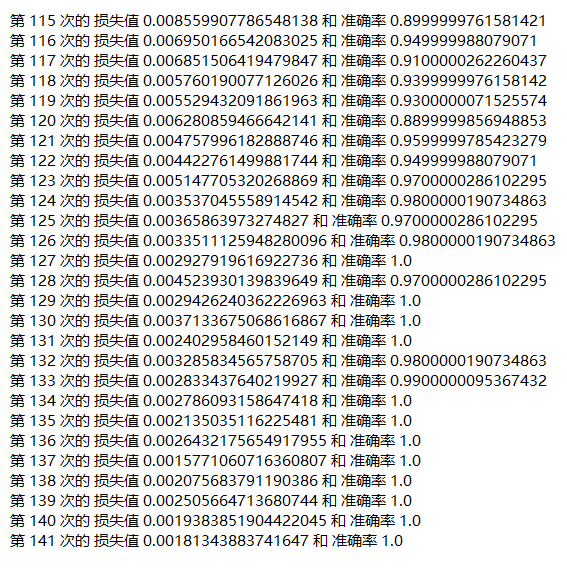 第 115 次的 损失值 0.008559907786548138 和 准确率 0.8999999761581421
第 116 次的 损失值 0.006950166542083025 和 准确率 0.949999988079071
第 117 次的 损失值 0.006851506419479847 和 准确率 0.9100000262260437
第 118 次的 损失值 0.005760190077126026 和 准确率 0.9399999976158142
第 119 次的 损失值 0.005529432091861963 和 准确率 0.9300000071525574
第 120 次的 损失值 0.006280859466642141 和 准确率 0.8899999856948853
第 121 次的 损失值 0.004757996182888746 和 准确率 0.9599999785423279
第 122 次的 损失值 0.004422761499881744 和 准确率 0.949999988079071
第 123 次的 损失值 0.005147705320268869 和 准确率 0.9700000286102295
第 124 次的 损失值 0.003537045558914542 和 准确率 0.9800000190734863
第 125 次的 损失值 0.00365863973274827 和 准确率 0.9700000286102295
第 126 次的 损失值 0.0033511125948280096 和 准确率 0.9800000190734863
第 127 次的 损失值 0.002927919616922736 和 准确率 1.0
第 128 次的 损失值 0.004523930139839649 和 准确率 0.9700000286102295
第 129 次的 损失值 0.002942624036222​6963 和 准确率 1.0
第 130 次的 损失值 0.003713367506861​6867 和 准确率 1.0
第 131 次的 损失值 0.002402958460152149 和 准确率 1.0
第 132 次的 损失值 0.003285834565758705 和 准确率 0.9800000190734863
第 133 次的 损失值 0.002833437640219927 和 准确率 0.9900000095367432
第 134 次的 损失值 0.002786093158647418 和 准确率 1.0
第 135 次的 损失值 0.002135035116225481 和 准确率 1.0
第 136 次的 损失值 0.0026432175654917955 和 准确率 1.0
第 137 次的 损失值 0.0015771060716360807 和 准确率 1.0
第 138 次的 损失值 0.002075683791190386 和 准确率 1.0
第 139 次的 损失值 0.002505664713680744 和 准确率 1.0
第 140 次的 损失值 0.0019383851904422045 和 准确率 1.0
第 141 次的 损失值 0.00181343883741647 和 准确率 1.0